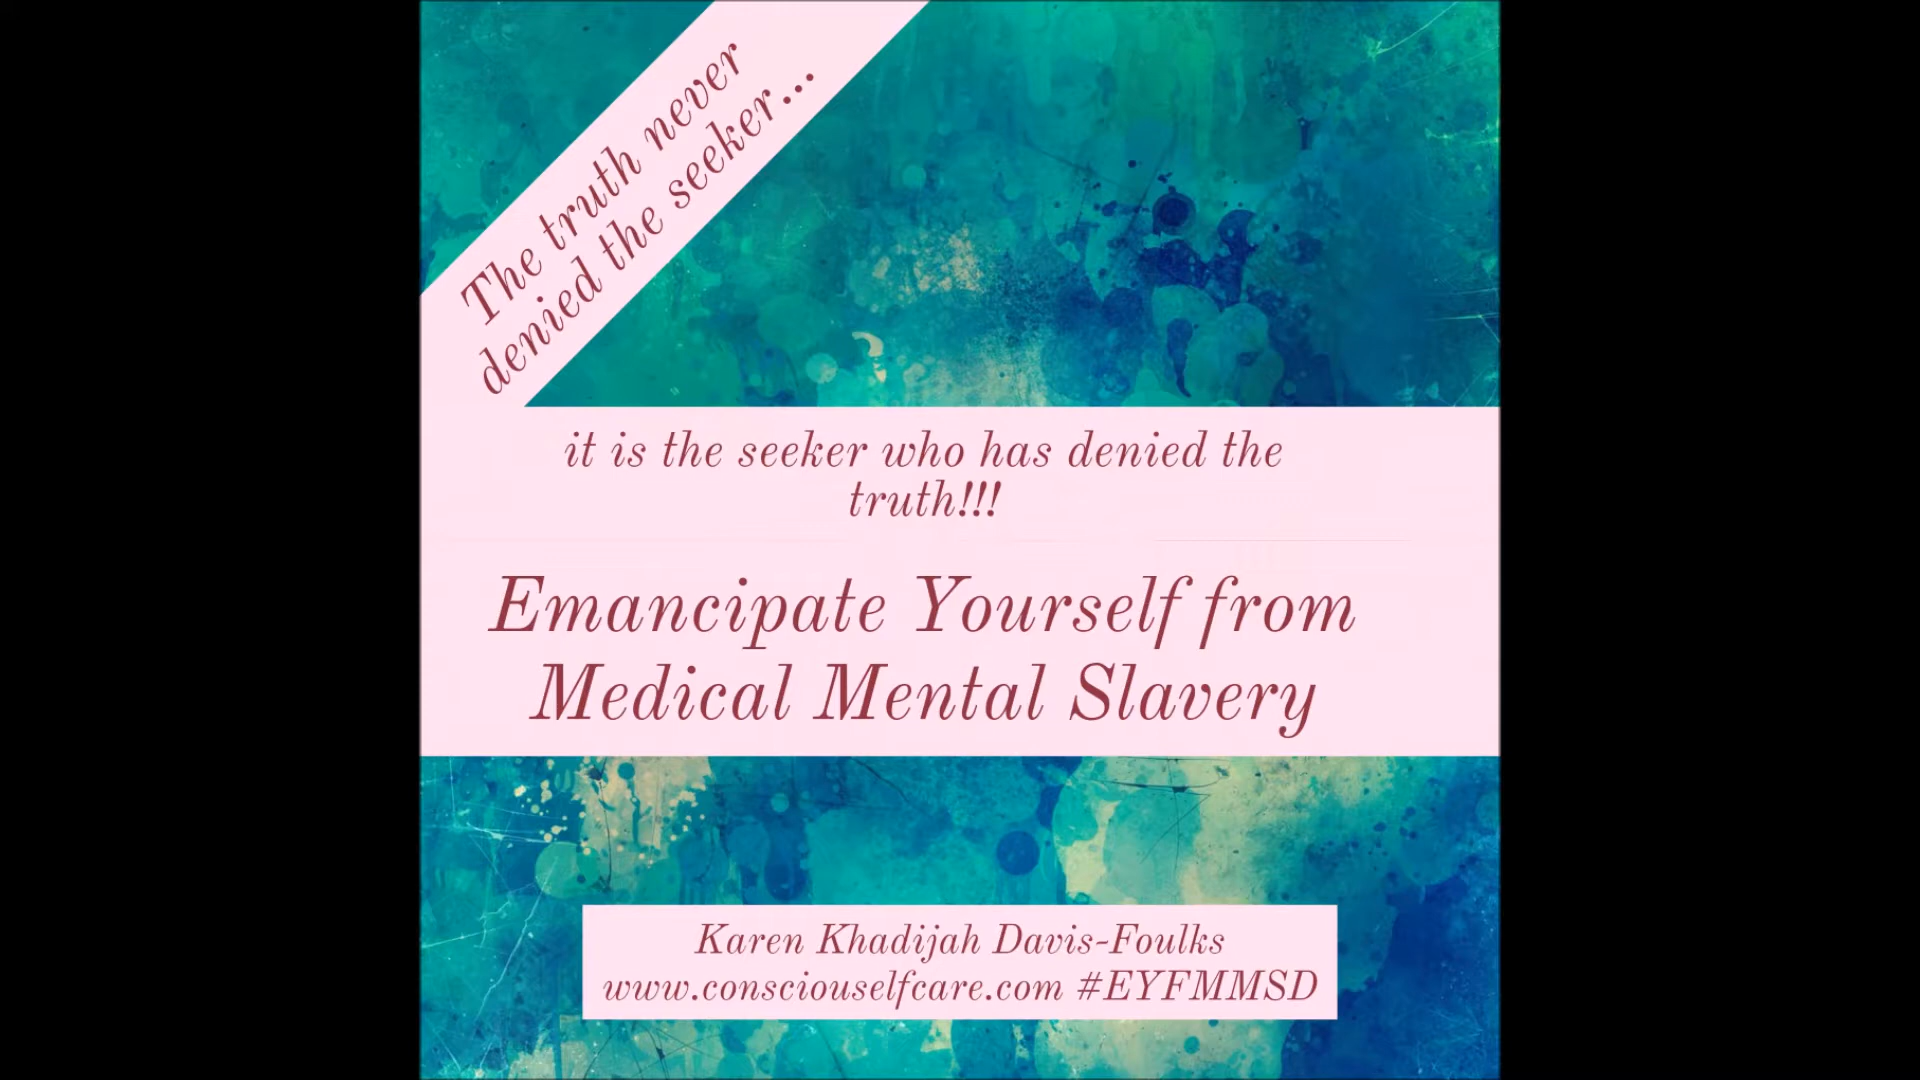 The truth never
denied the seeker...
it is the seeker who has denied the
truth!!!
Emancipate Yourself from
Medical Mental Slavery
Karen Khadijah Davis-Foulks
www.consciouselfcare.com #EYFMMSD